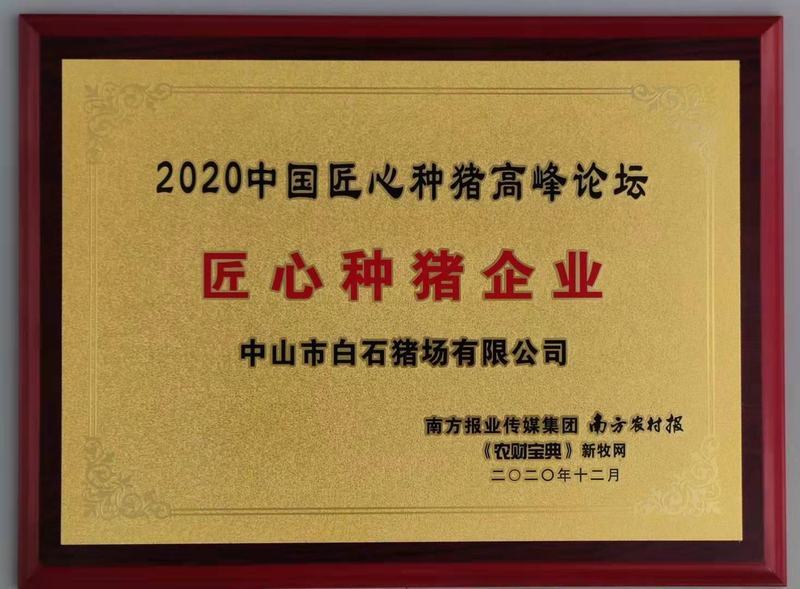 2020中国匠心种猪高峰论坛
匠心种猪企业
中山市白石猪场有限公司
南方报业传媒集团 南方农村报
《农财宝典》新牧网
二〇二〇年十二月